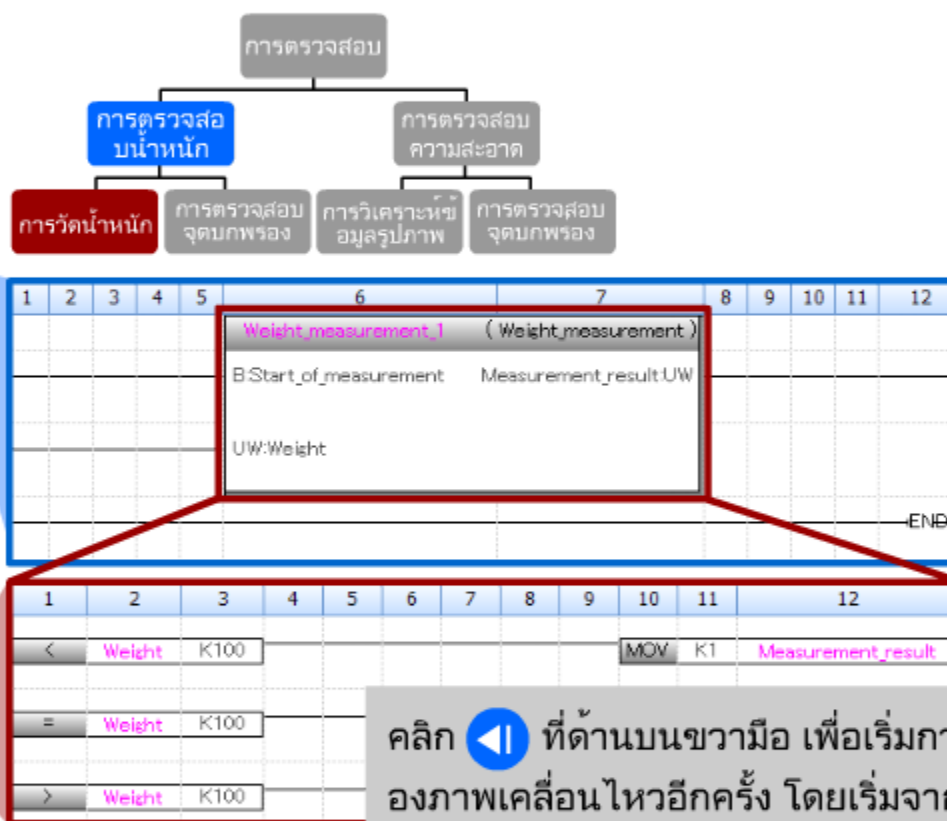 การตรวจสอบ
การตรวจสอ
บน้ำหนัก
การตรวจสอบ
ความสะอาด
การวัดน้ำหนัก
การตรวจสอบ
จุดบกพรอง
การวิเคราะห์ข้
อมูลรูปภาพ
การตรวจสอบ
จุดบกพรอง
1 2 3 4 5 6 7 8 9 10 11 12
Weight_measurement_1 (Weight_measurement)
B:Start_of_measurement Measurement_result:UW
UW:Weight
END
1 2 3 4 5 6 7 8 9 10 11 12
< Weight K100 MOV K1 Measurement_result
= Weight K100
> Weight K100
คลิก ที่ด้านบนขวามือ เพื่อเริ่มกา
องภาพเคลื่อนไหวอีกครั้ง โดยเริ่มจาก